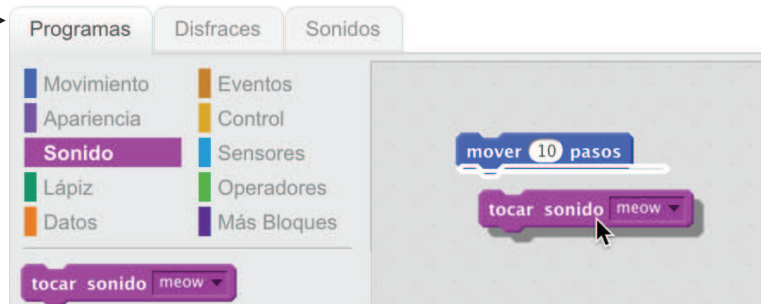 Programas Disfraces Sonidos
Movimiento Eventos
Apariencia Control
Sonido Sensores
Lápiz Operadores
Datos Más Bloques
tocar sonido meow
mover 10 pasos
tocar sonido meow